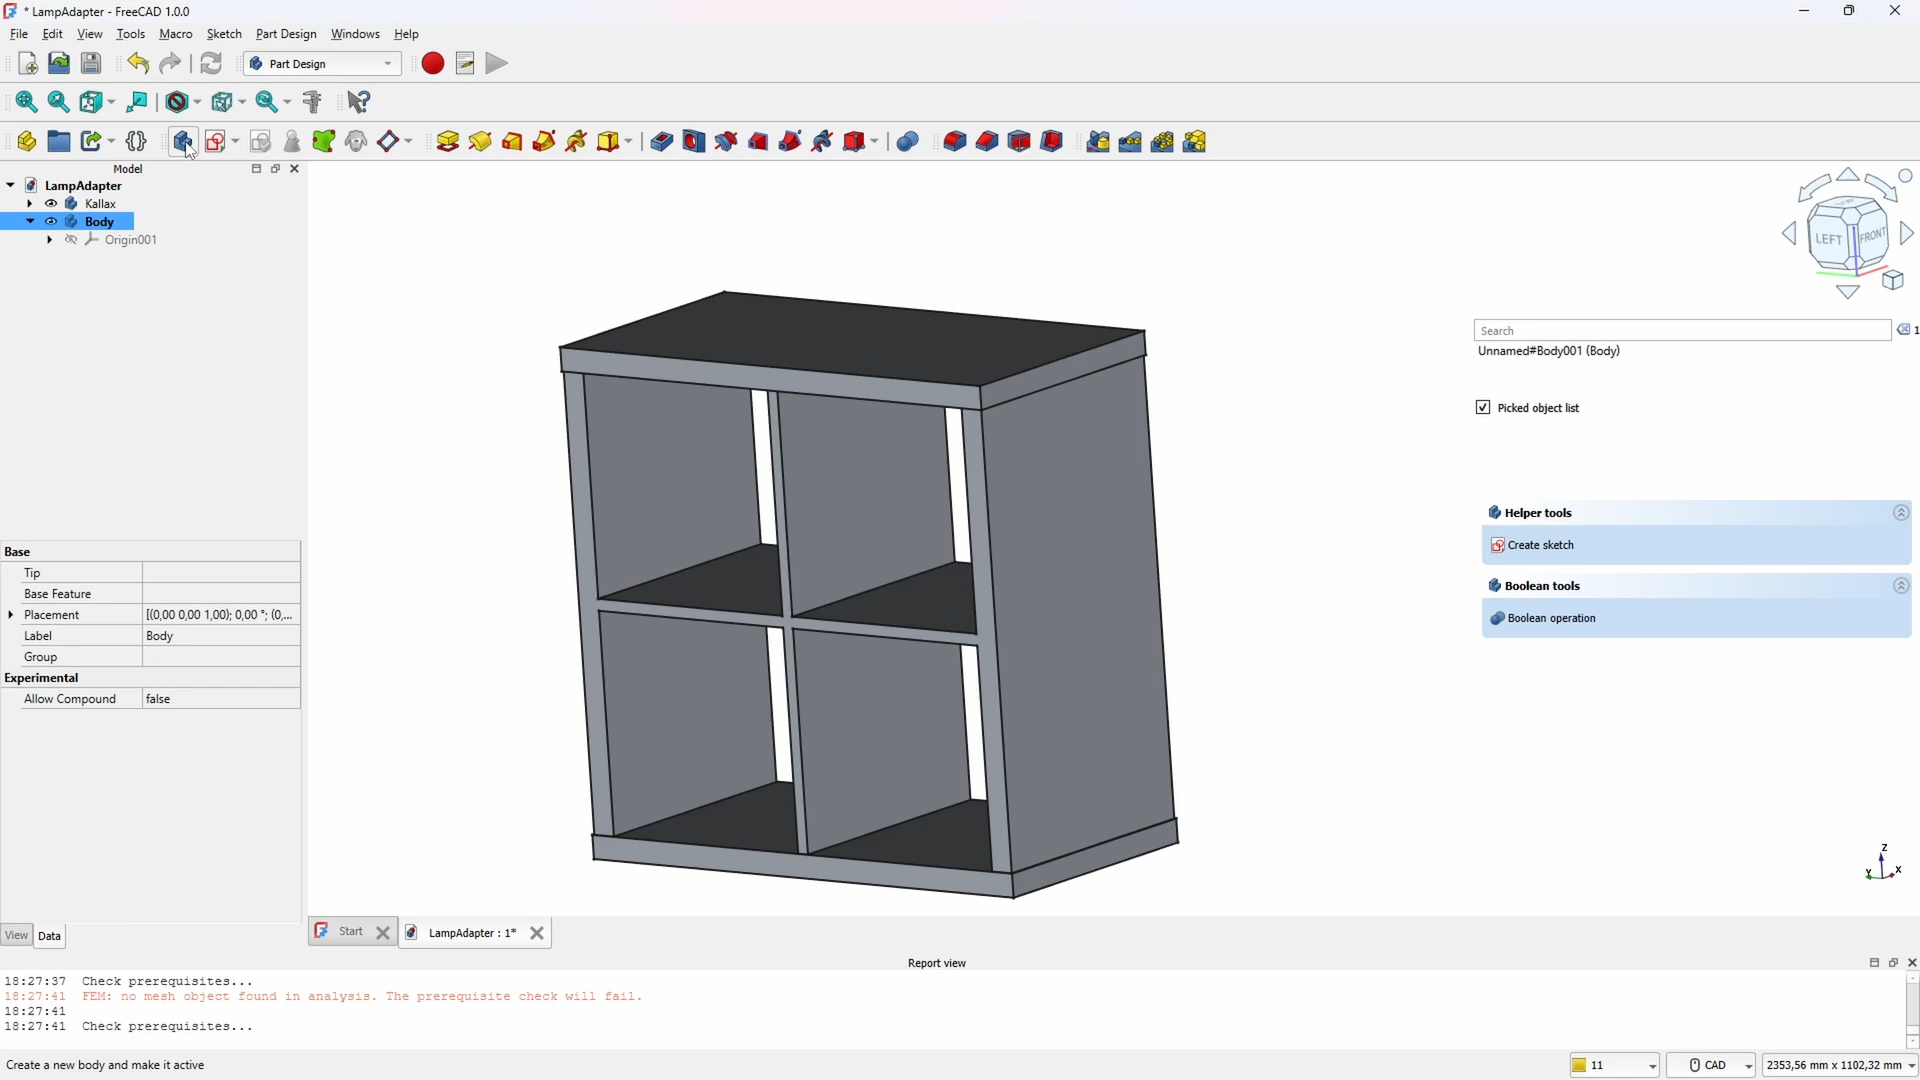 * LampAdapter - FreeCAD 1.0.0
File Edit View Tools Macro Sketch Part Design Windows Help
Part Design
Model
LampAdapter
Kallax
Body
Origin001
LEFT FRONT
Search
1
Unnamed#Body001 (Body)
Picked object list
Helper tools
Create sketch
Boolean tools
Boolean operation
Base
Tip
Base Feature
Placement [(0,00 0,00 1,00); 0,00 °; (0,...
Label Body
Group
Experimental
Allow Compound false
Z
Y X
View Data
Start LampAdapter : 1*
Report view
18:27:37 Check prerequisites...
18:27:41 FEM: no mesh object found in analysis. The prerequisite check will fail.
18:27:41
18:27:41 Check prerequisites...
Create a new body and make it active
11 CAD 2353,56 mm x 1102,32 mm